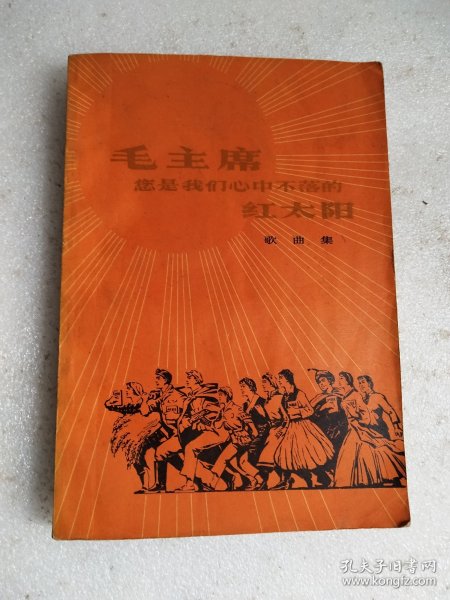 毛主席
您是我们心中不落的
红太阳
歌曲集
孔夫子旧书网
www.kongfz.com